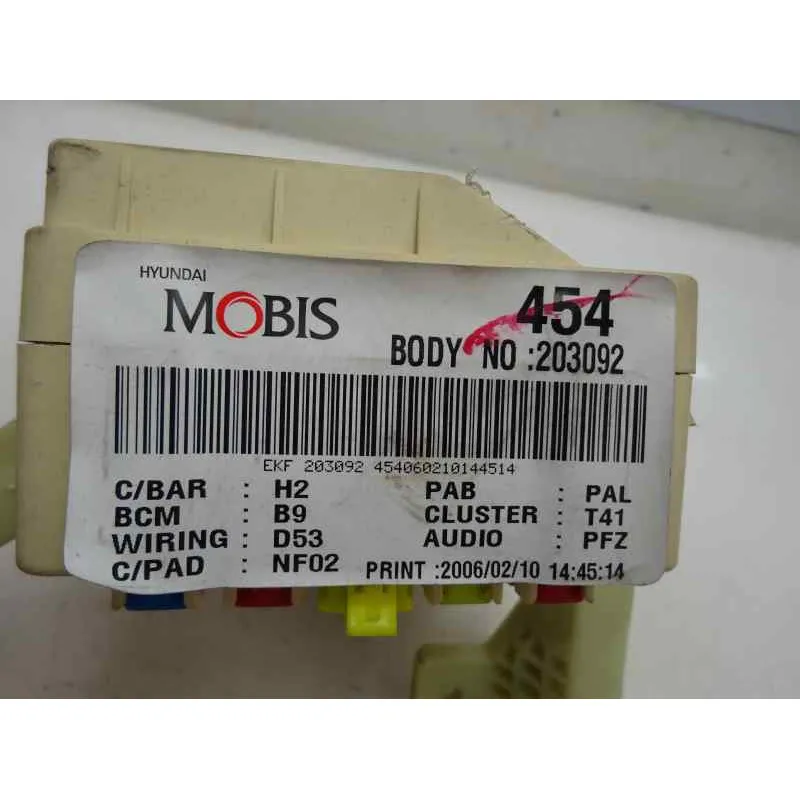 HYUNDAI
MOBIS
454
BODY NO :203092
EKF 203092 454060210144514
C/BAR : H2 PAB : PAL
BCM : B9 CLUSTER : T41
WIRING : D53 AUDIO : PFZ
C/PAD : NF02 PRINT :2006/02/10 14:45:14